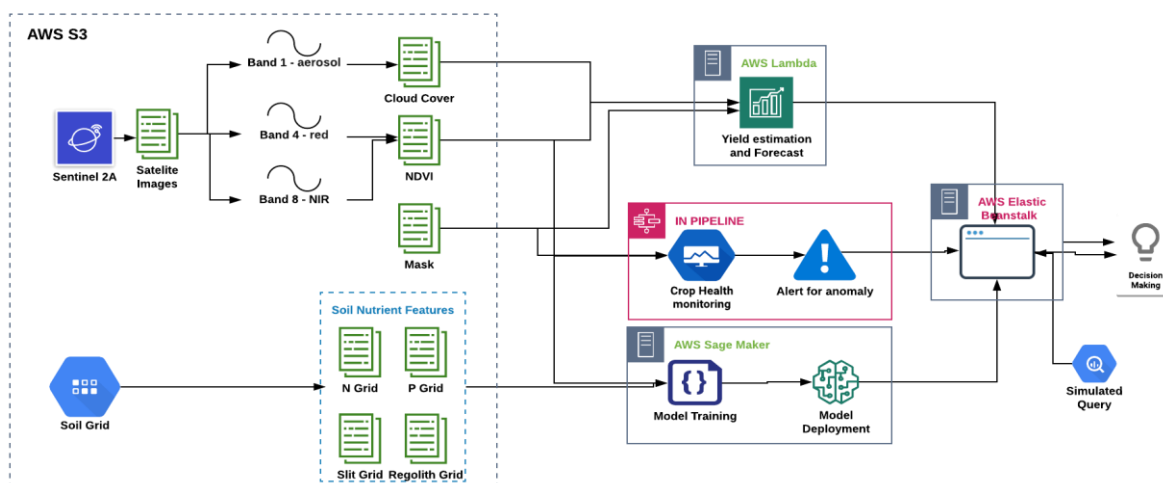 AWS S3
Band 1 - aerosol
Cloud Cover
AWS Lambda
Yield estimation
and Forecast
Sentinel 2A
Satelite
Images
Band 4 - red
NDVI
Band 8 - NIR
Mask
IN PIPELINE
Crop Health
monitoring
Alert for anomaly
AWS Elastic
Beanstalk
Decision
Making
Soil Nutrient Features
N Grid
P Grid
Slit Grid
Regolith Grid
Soil Grid
AWS Sage Maker
Model Training
Model
Deployment
Simulated
Query